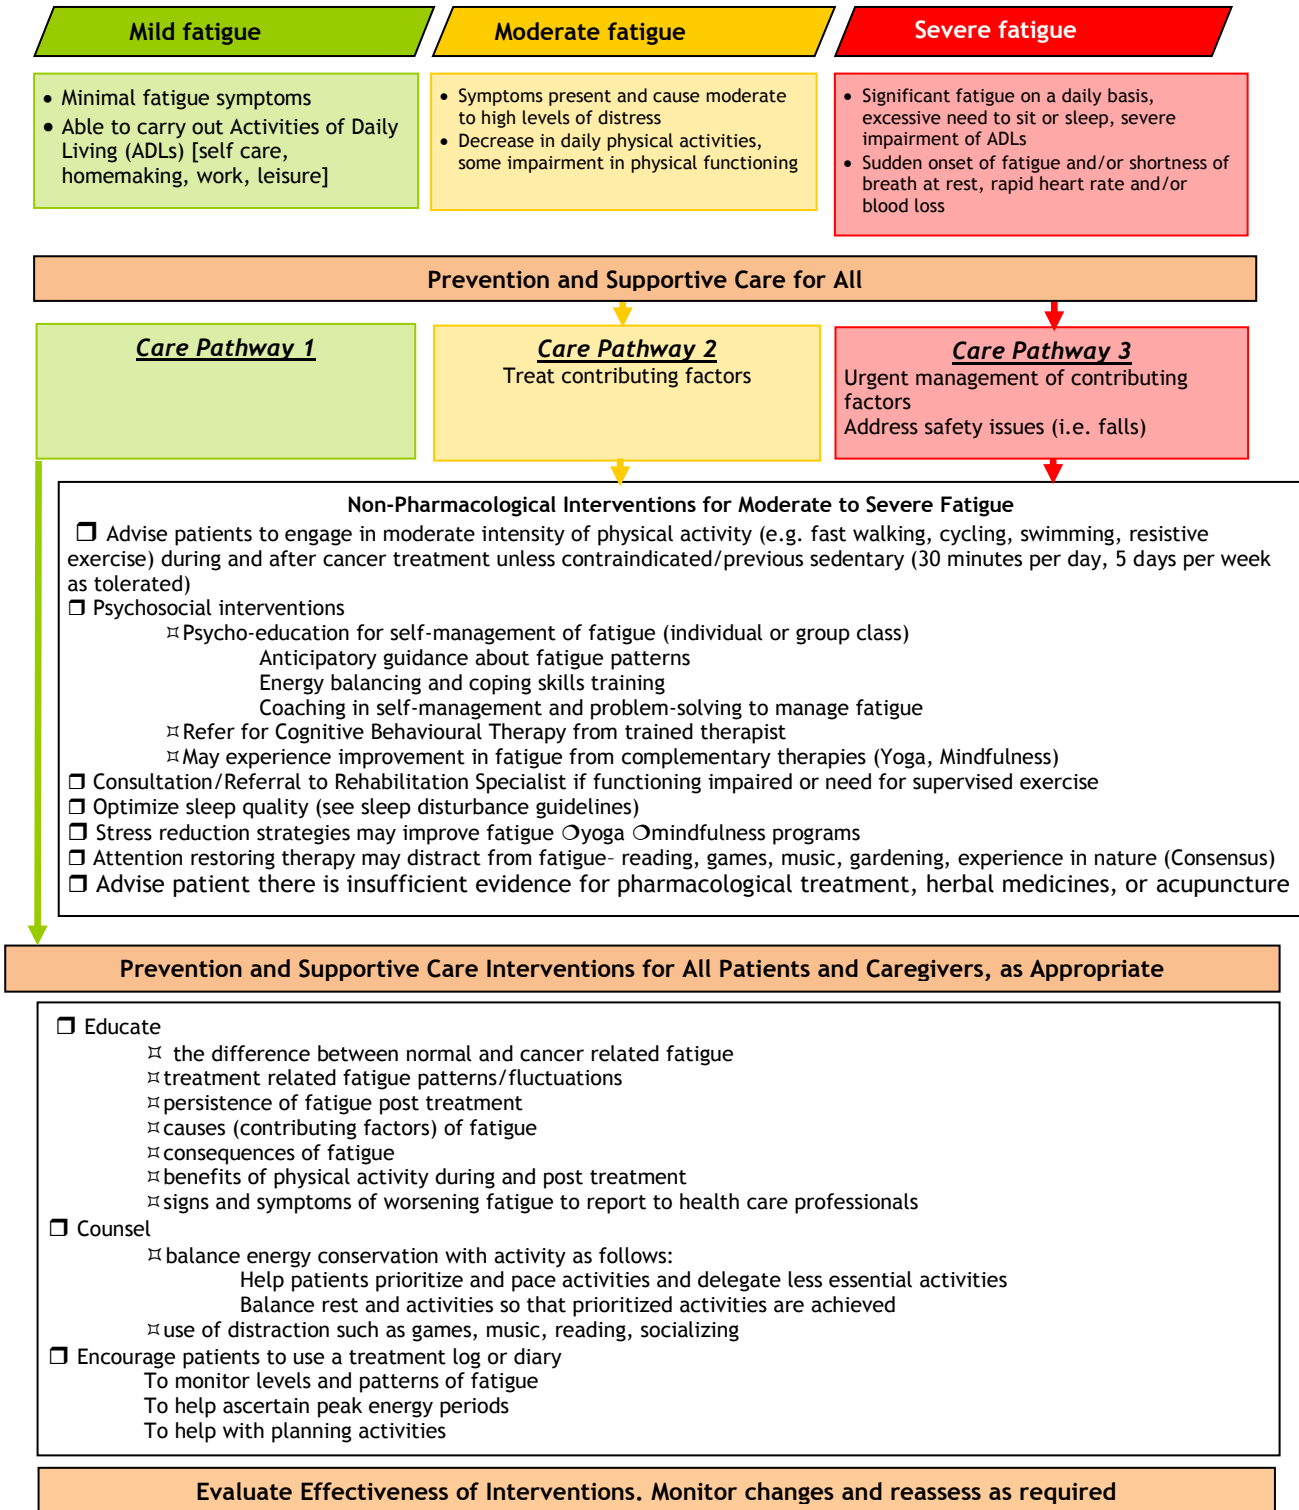 Mild fatigue
Moderate fatigue
Severe fatigue
• Minimal fatigue symptoms
• Able to carry out Activities of Daily
Living (ADLs) [self care,
homemaking, work, leisure]
• Symptoms present and cause moderate
to high levels of distress
• Decrease in daily physical activities,
some impairment in physical functioning
• Significant fatigue on a daily basis,
excessive need to sit or sleep, severe
impairment of ADLs
• Sudden onset of fatigue and/or shortness of
breath at rest, rapid heart rate and/or
blood loss
Prevention and Supportive Care for All
Care Pathway 1
Care Pathway 2
Treat contributing factors
Care Pathway 3
Urgent management of contributing
factors
Address safety issues (i.e. falls)
Non-Pharmacological Interventions for Moderate to Severe Fatigue
❒ Advise patients to engage in moderate intensity of physical activity (e.g. fast walking, cycling, swimming, resistive
exercise) during and after cancer treatment unless contraindicated/previous sedentary (30 minutes per day, 5 days per week
as tolerated)
❒ Psychosocial interventions
¤Psycho-education for self-management of fatigue (individual or group class)
Anticipatory guidance about fatigue patterns
Energy balancing and coping skills training
Coaching in self-management and problem-solving to manage fatigue
¤Refer for Cognitive Behavioural Therapy from trained therapist
¤May experience improvement in fatigue from complementary therapies (Yoga, Mindfulness)
❒ Consultation/Referral to Rehabilitation Specialist if functioning impaired or need for supervised exercise
❒ Optimize sleep quality (see sleep disturbance guidelines)
❒ Stress reduction strategies may improve fatigue ❍yoga ❍mindfulness programs
❒ Attention restoring therapy may distract from fatigue– reading, games, music, gardening, experience in nature (Consensus)
❒ Advise patient there is insufficient evidence for pharmacological treatment, herbal medicines, or acupuncture
Prevention and Supportive Care Interventions for All Patients and Caregivers, as Appropriate
❒ Educate
¤ the difference between normal and cancer related fatigue
¤treatment related fatigue patterns/fluctuations
¤persistence of fatigue post treatment
¤causes (contributing factors) of fatigue
¤consequences of fatigue
¤benefits of physical activity during and post treatment
¤signs and symptoms of worsening fatigue to report to health care professionals
❒ Counsel
¤balance energy conservation with activity as follows:
Help patients prioritize and pace activities and delegate less essential activities
Balance rest and activities so that prioritized activities are achieved
¤use of distraction such as games, music, reading, socializing
❒ Encourage patients to use a treatment log or diary
To monitor levels and patterns of fatigue
To help ascertain peak energy periods
To help with planning activities
Evaluate Effectiveness of Interventions. Monitor changes and reassess as required